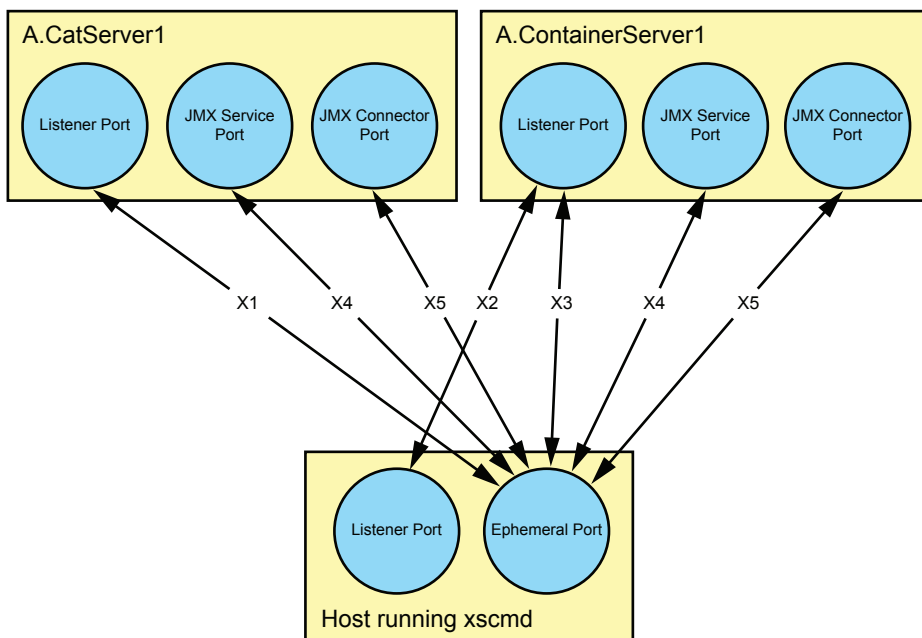 A.CatServer1
A.ContainerServer1
Listener Port
JMX Service
Port
JMX Connector
Port
Listener Port
JMX Service
Port
JMX Connector
Port
X1
X4
X5
X2
X3
X4
X5
Listener Port
Ephemeral Port
Host running xscmd